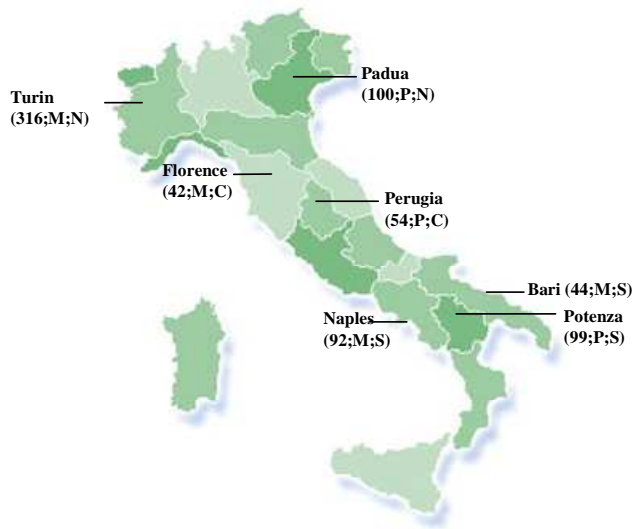 Padua
(100;P;N)
Turin
(316;M;N)
Florence
(42;M;C)
Perugia
(54;P;C)
Bari (44;M;S)
Naples
(92;M;S)
Potenza
(99;P;S)